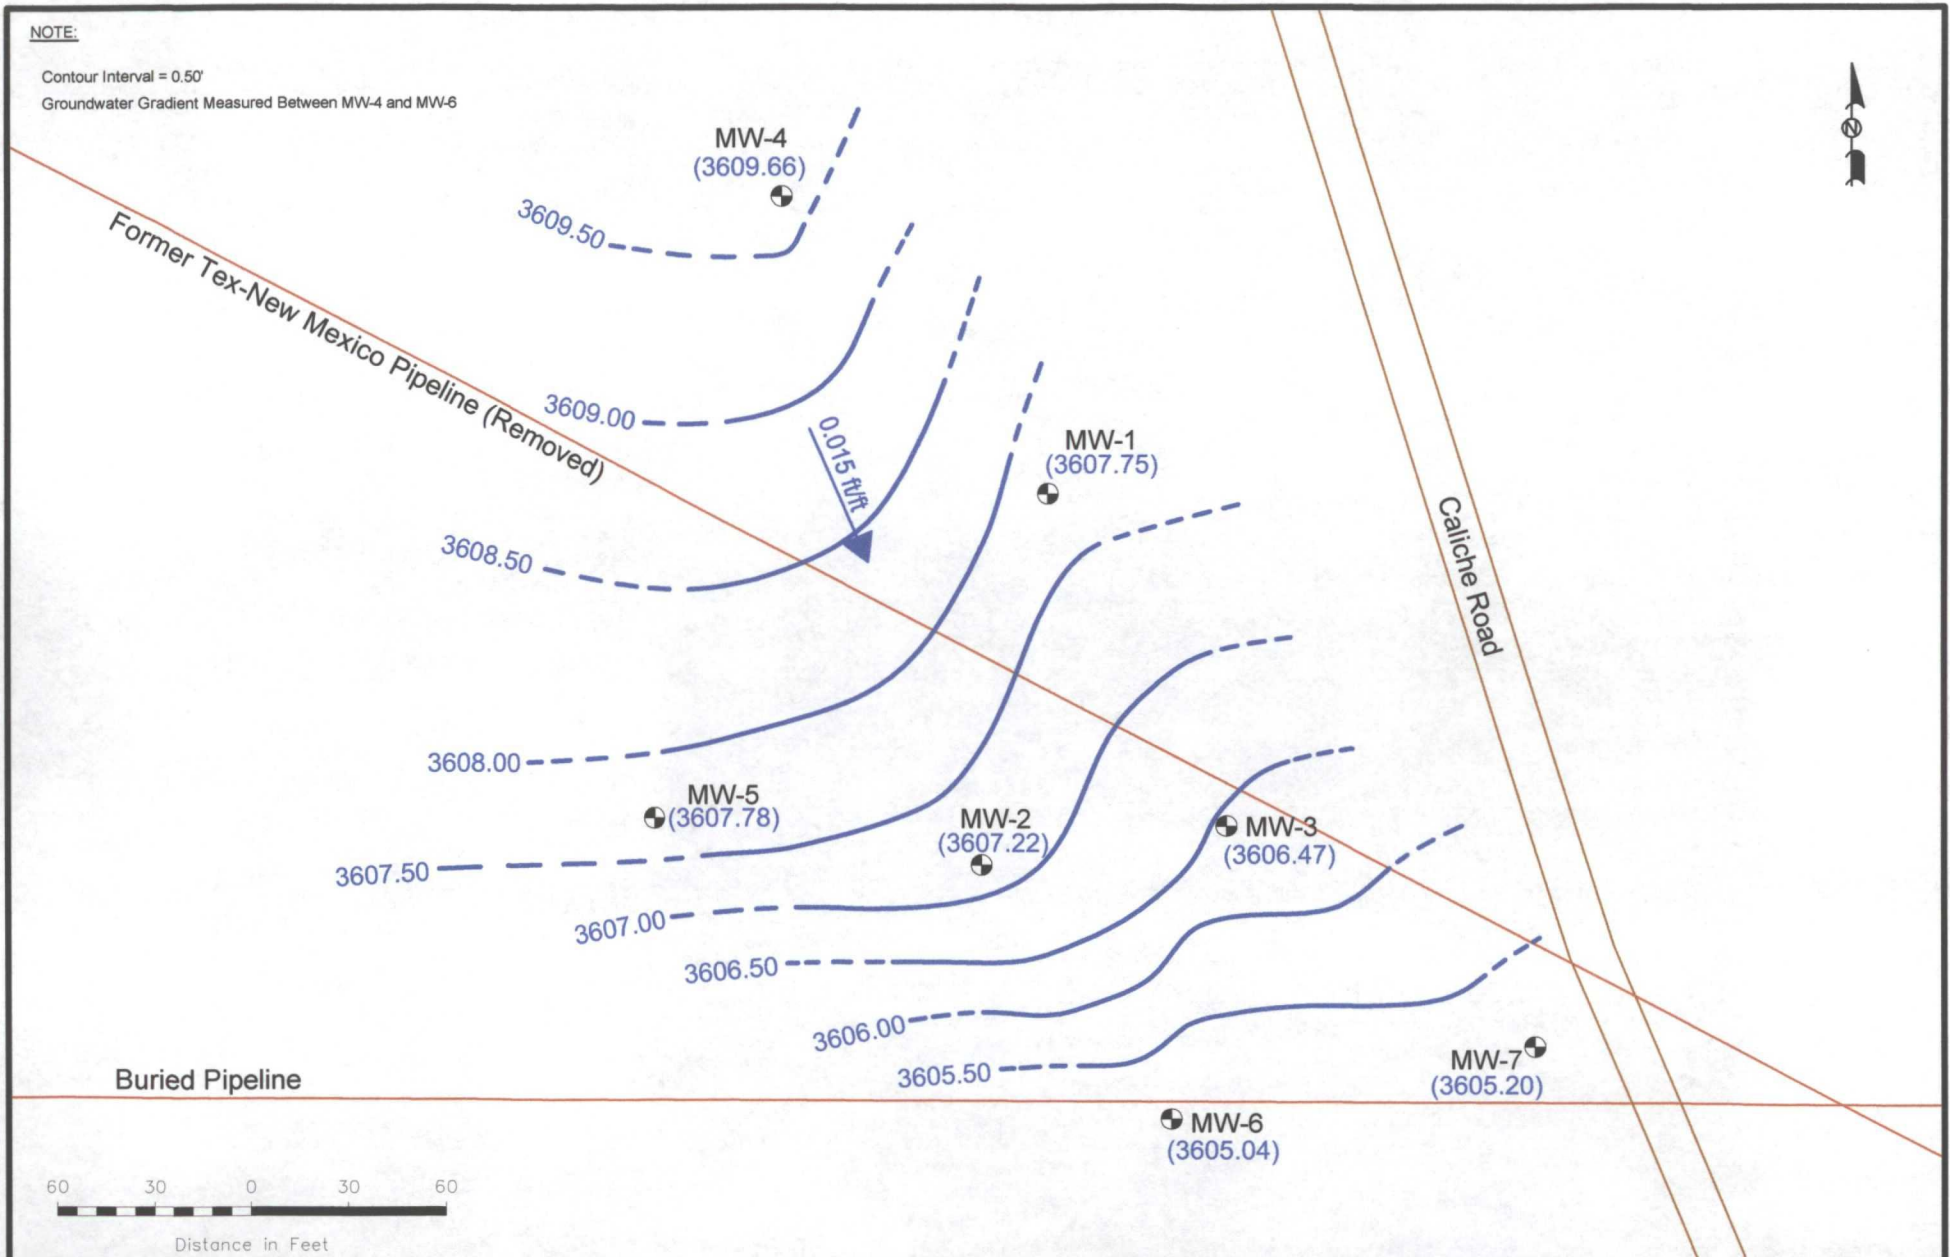 NOTE:
Contour Interval = 0.50'
Groundwater Gradient Measured Between MW-4 and MW-6
MW-4
(3609.66)
3609.50
Former Tex-New Mexico Pipeline (Removed)
3609.00
0.015 ft/ft
MW-1
(3607.75)
Caliche Road
3608.50
3608.00
MW-5
(3607.78)
MW-2
(3607.22)
MW-3
(3606.47)
3607.50
3607.00
3606.50
3606.00
3605.50
MW-7
(3605.20)
Buried Pipeline
MW-6
(3605.04)
60 30 0 30 60
Distance in Feet
N